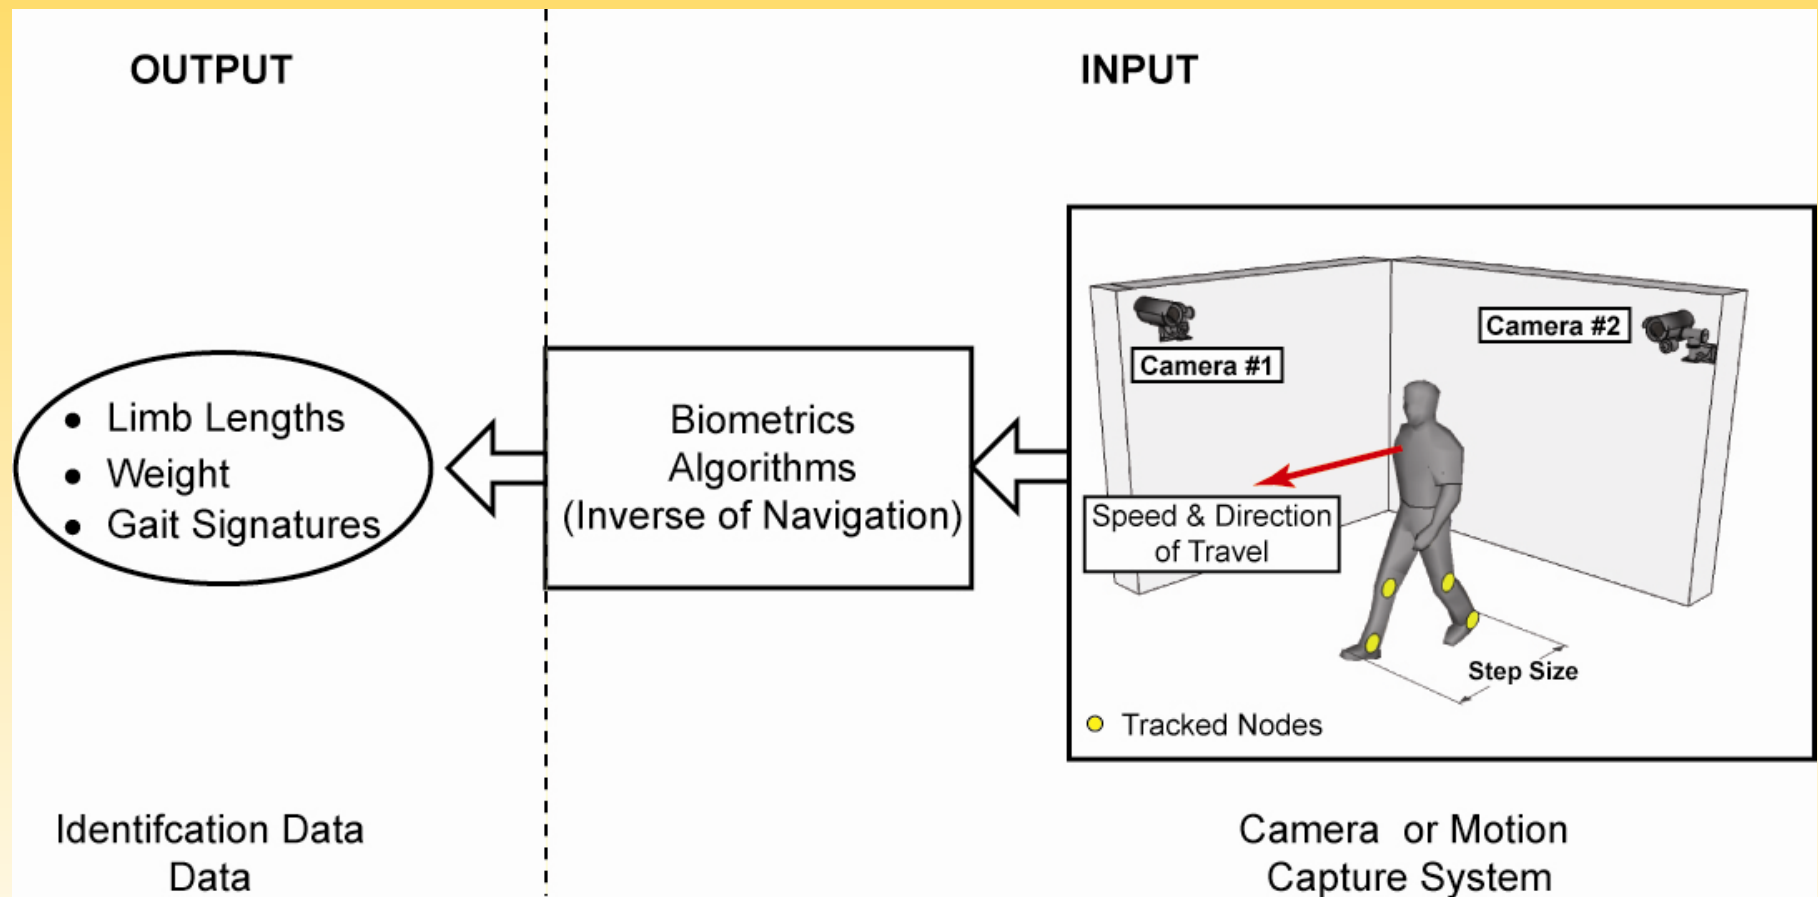 OUTPUT
INPUT
Limb Lengths
Weight
Gait Signatures
Biometrics
Algorithms
(Inverse of Navigation)
Camera #1
Camera #2
Speed & Direction
of Travel
Step Size
Tracked Nodes
Identifcation Data
Data
Camera or Motion
Capture System